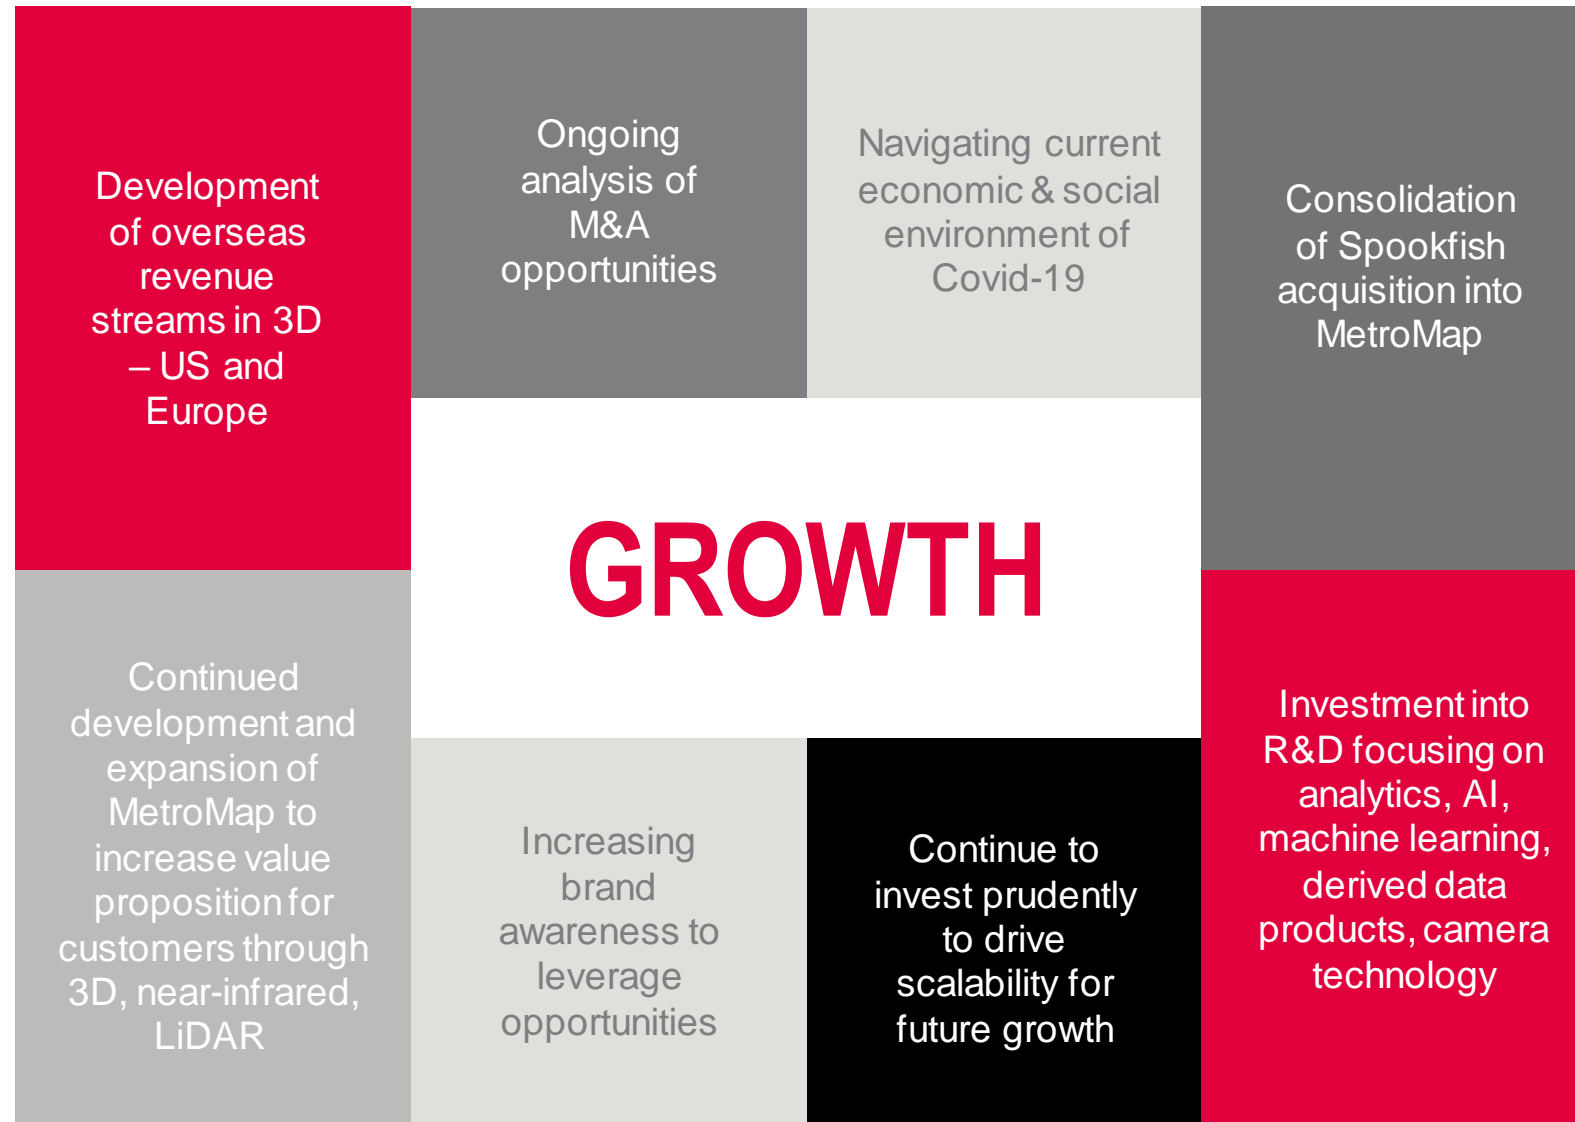 Development
of overseas
revenue
streams in 3D
– US and
Europe
Ongoing
analysis of
M&A
opportunities
Navigating current
economic & social
environment of
Covid-19
Consolidation
of Spookfish
acquisition into
MetroMap
GROWTH
Continued
development and
expansion of
MetroMap to
increase value
proposition for
customers through
3D, near-infrared,
LiDAR
Increasing
brand
awareness to
leverage
opportunities
Continue to
invest prudently
to drive
scalability for
future growth
Investment into
R&D focusing on
analytics, AI,
machine learning,
derived data
products, camera
technology